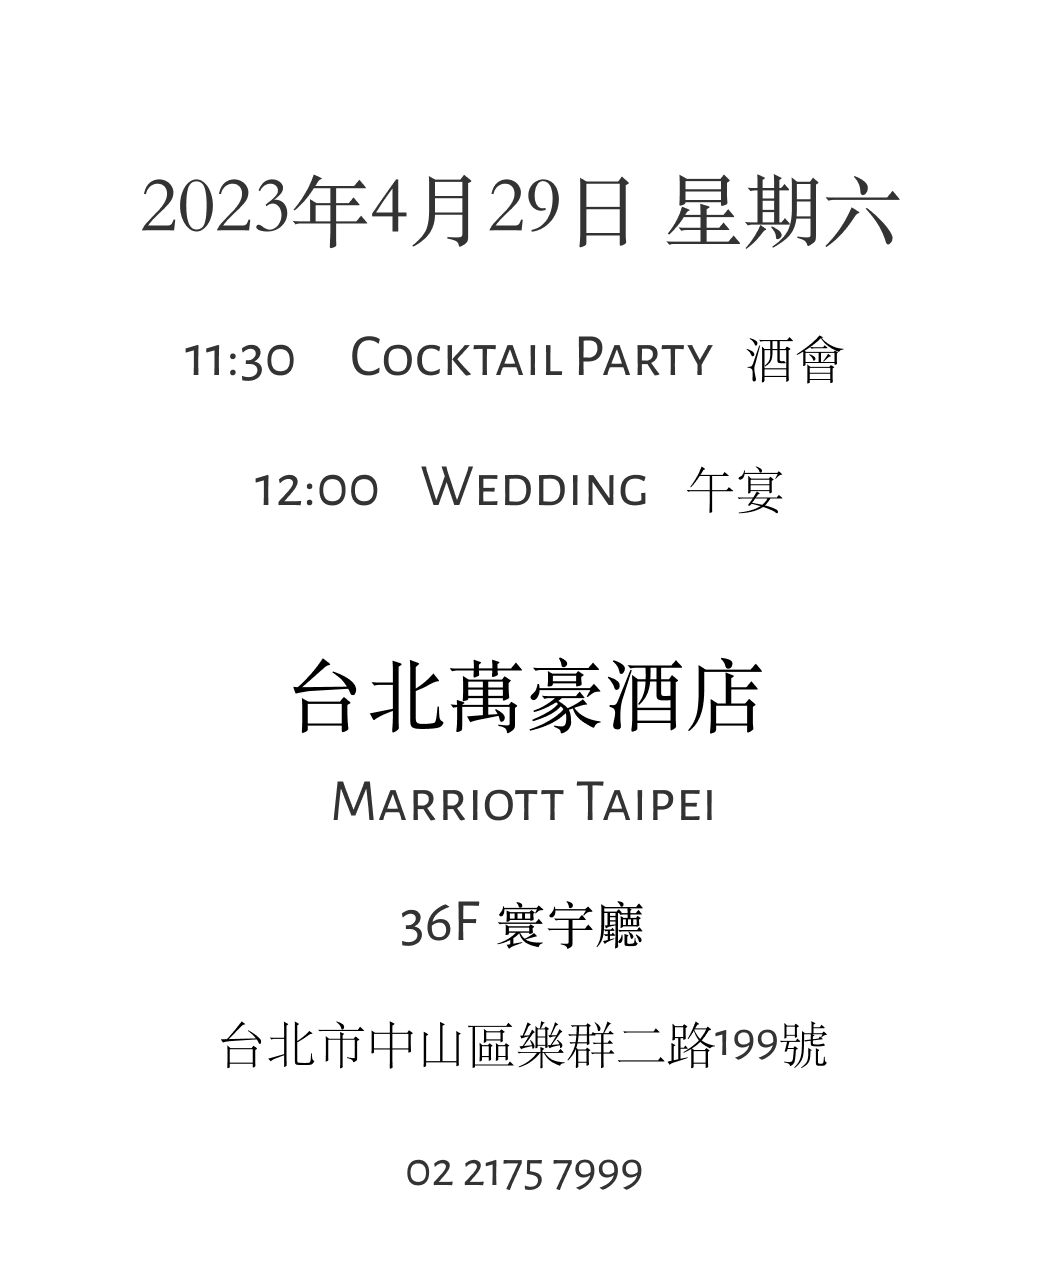 2023年4月29日 星期六
11:30 Cocktail Party 酒會
12:00 Wedding 午宴
台北萬豪酒店
Marriott Taipei
36F 寰宇廳
台北市中山區樂群二路199號
02 2175 7999